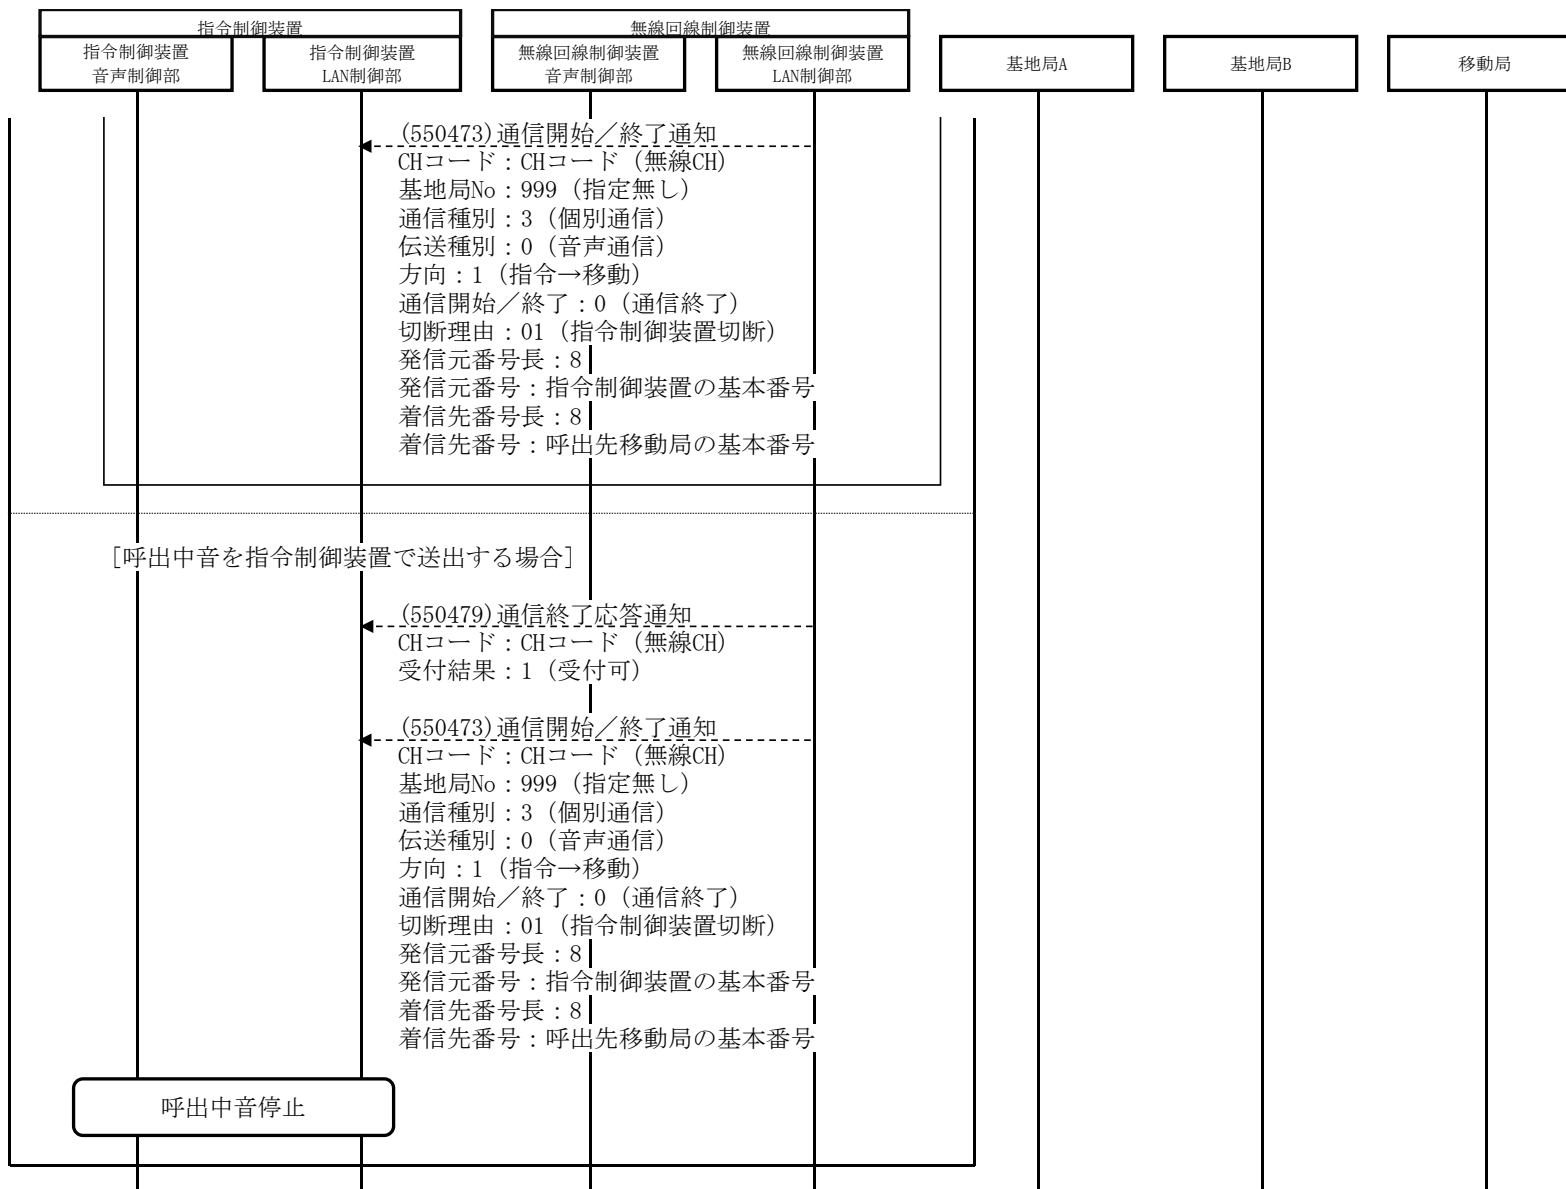 指令制御装置
無線回線制御装置
指令制御装置
音声制御部
指令制御装置
LAN制御部
無線回線制御装置
音声制御部
無線回線制御装置
LAN制御部
基地局A
基地局B
移動局
(550473)通信開始／終了通知
CHコード：CHコード（無線CH）
基地局No：999（指定無し）
通信種別：3（個別通信）
伝送種別：0（音声通信）
方向：1（指令→移動）
通信開始／終了：0（通信終了）
切断理由：01（指令制御装置切断）
発信元番号長：8
発信元番号：指令制御装置の基本番号
着信先番号長：8
着信先番号：呼出先移動局の基本番号
［呼出中音を指令制御装置で送出する場合］
(550479)通信終了応答通知
CHコード：CHコード（無線CH）
受付結果：1（受付可）
(550473)通信開始／終了通知
CHコード：CHコード（無線CH）
基地局No：999（指定無し）
通信種別：3（個別通信）
伝送種別：0（音声通信）
方向：1（指令→移動）
通信開始／終了：0（通信終了）
切断理由：01（指令制御装置切断）
発信元番号長：8
発信元番号：指令制御装置の基本番号
着信先番号長：8
着信先番号：呼出先移動局の基本番号
呼出中音停止